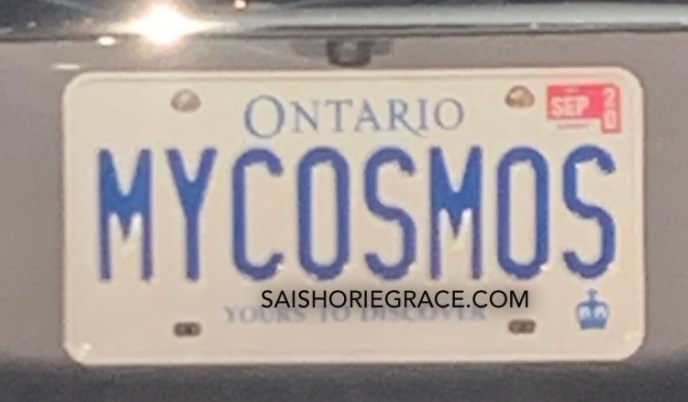 ONTARIO
SEP 20
MYCOSMOS
SAISHORIEGRACE.COM
YOURS TO DISCOVER